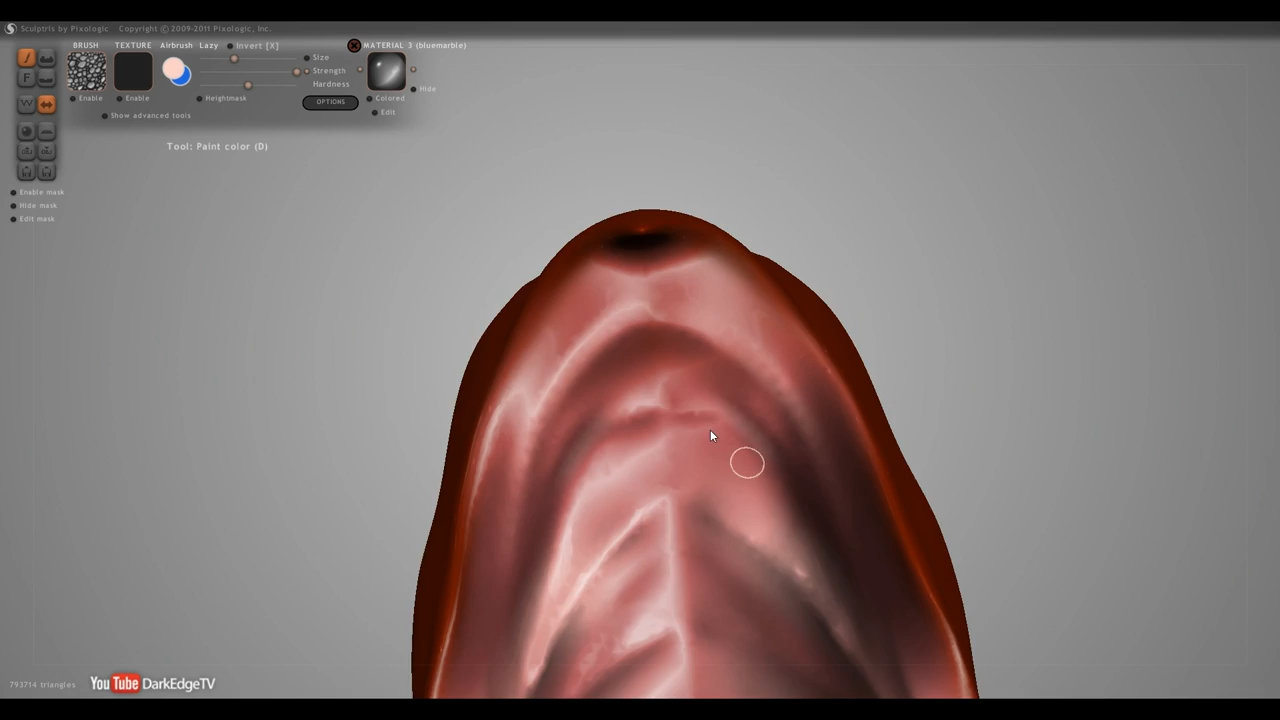 Sculptris by Pixologic Copyright © 2009-2011 Pixologic, Inc.
BRUSH TEXTURE Airbrush Lazy Invert [X] MATERIAL 3 (bluemarble)
Size
Strength
Hardness
Hide
Enable Enable Heightmask OPTIONS Colored
Edit
Show advanced tools
F
Tool: Paint color (D)
Enable mask
Hide mask
Edit mask
793714 triangles
YouTube DarkEdgeTV